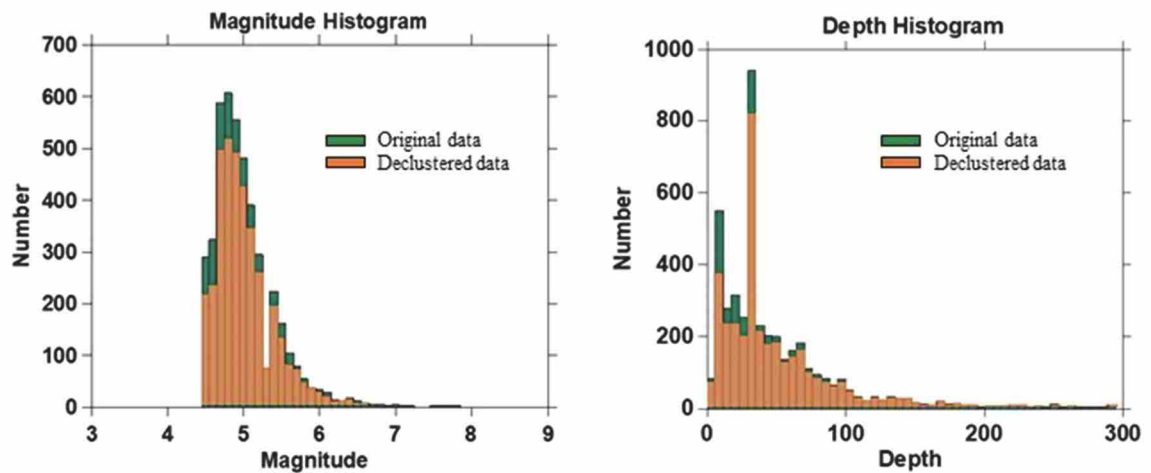 Magnitude Histogram
700
600
500
400
300
200
100
0
Number
Original data
Declustered data
3 4 5 6 7 8 9
Magnitude
Depth Histogram
1000
800
600
400
200
0
Number
Original data
Declustered data
0 100 200 300
Depth